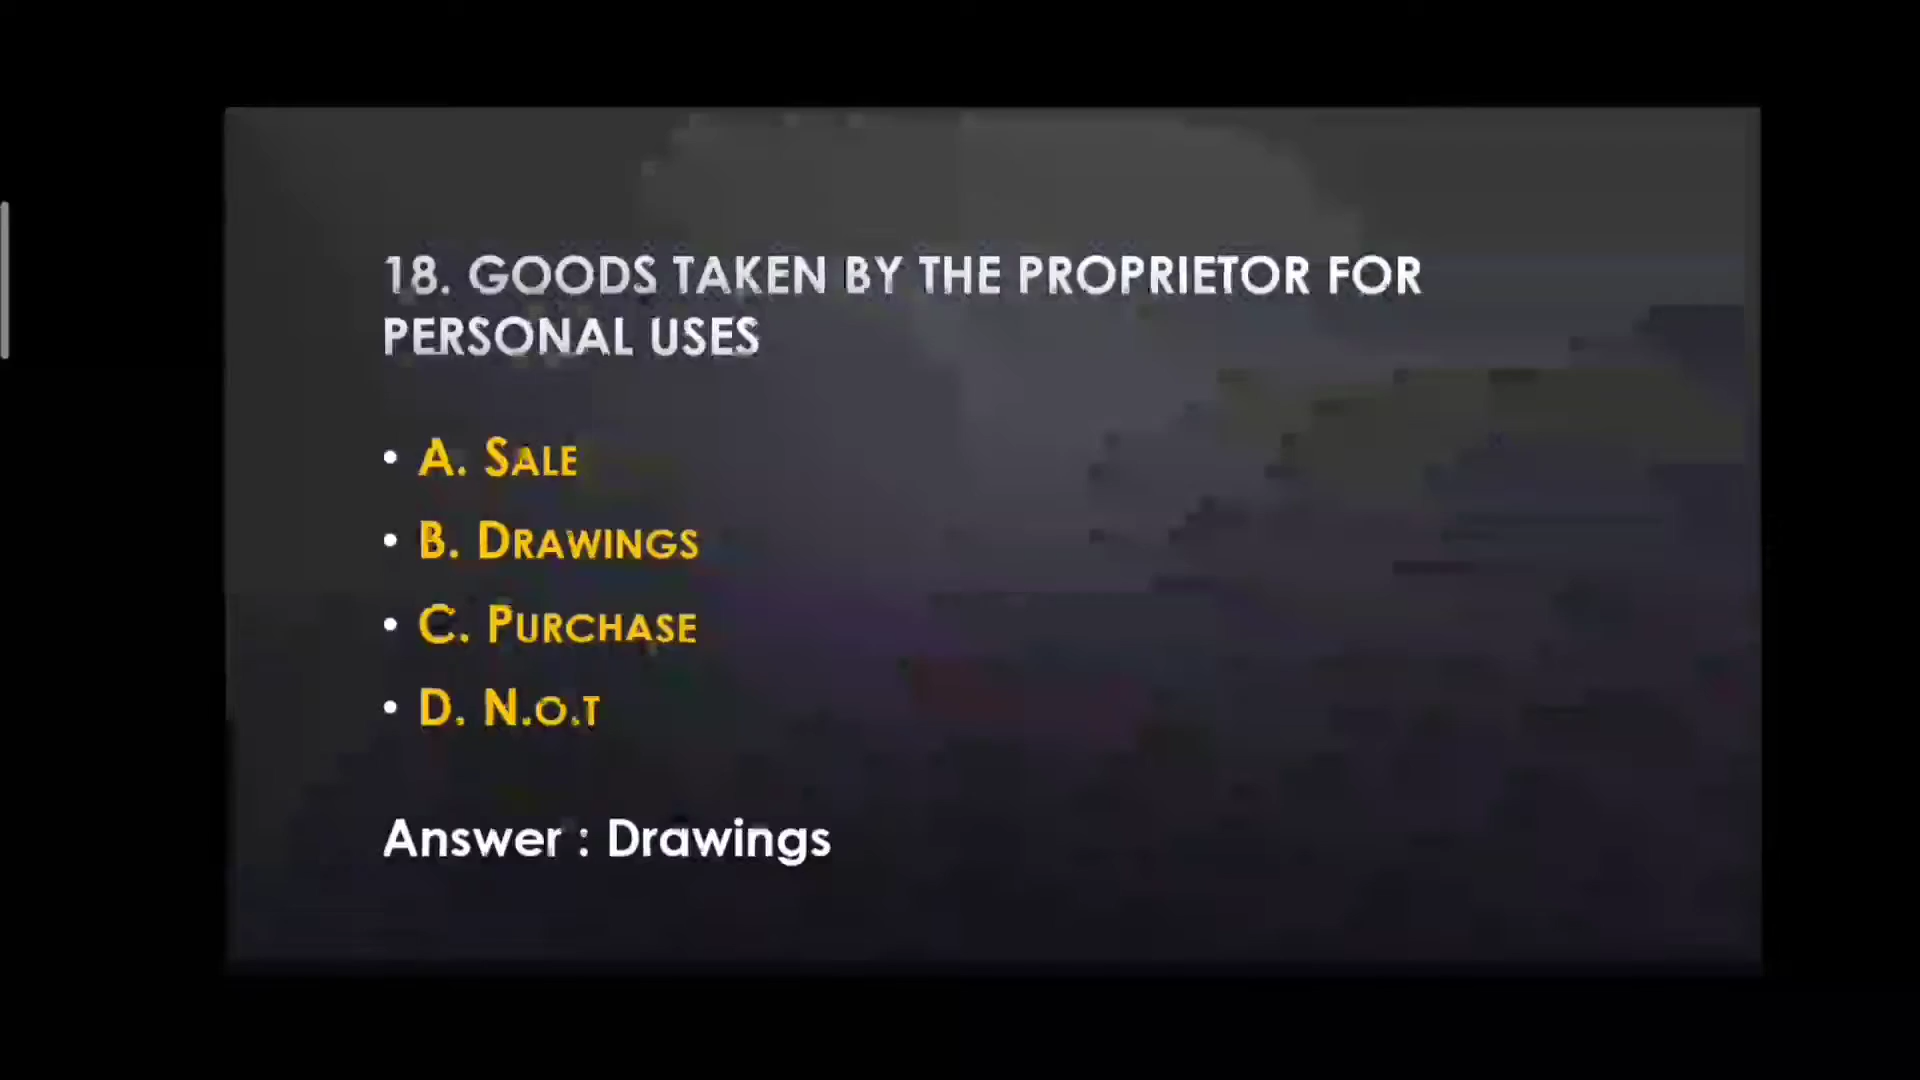 18. GOODS TAKEN BY THE PROPRIETOR FOR
PERSONAL USES
• A. SALE
• B. DRAWINGS
• C. PURCHASE
• D. N.O.T
Answer : Drawings